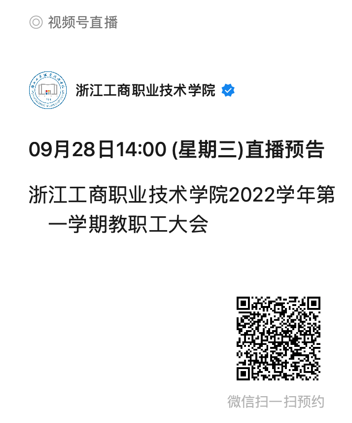 视频号直播
浙江工商职业技术学院
09月28日14:00 (星期三)直播预告
浙江工商职业技术学院2022学年第
一学期教职工大会
微信扫一扫预约